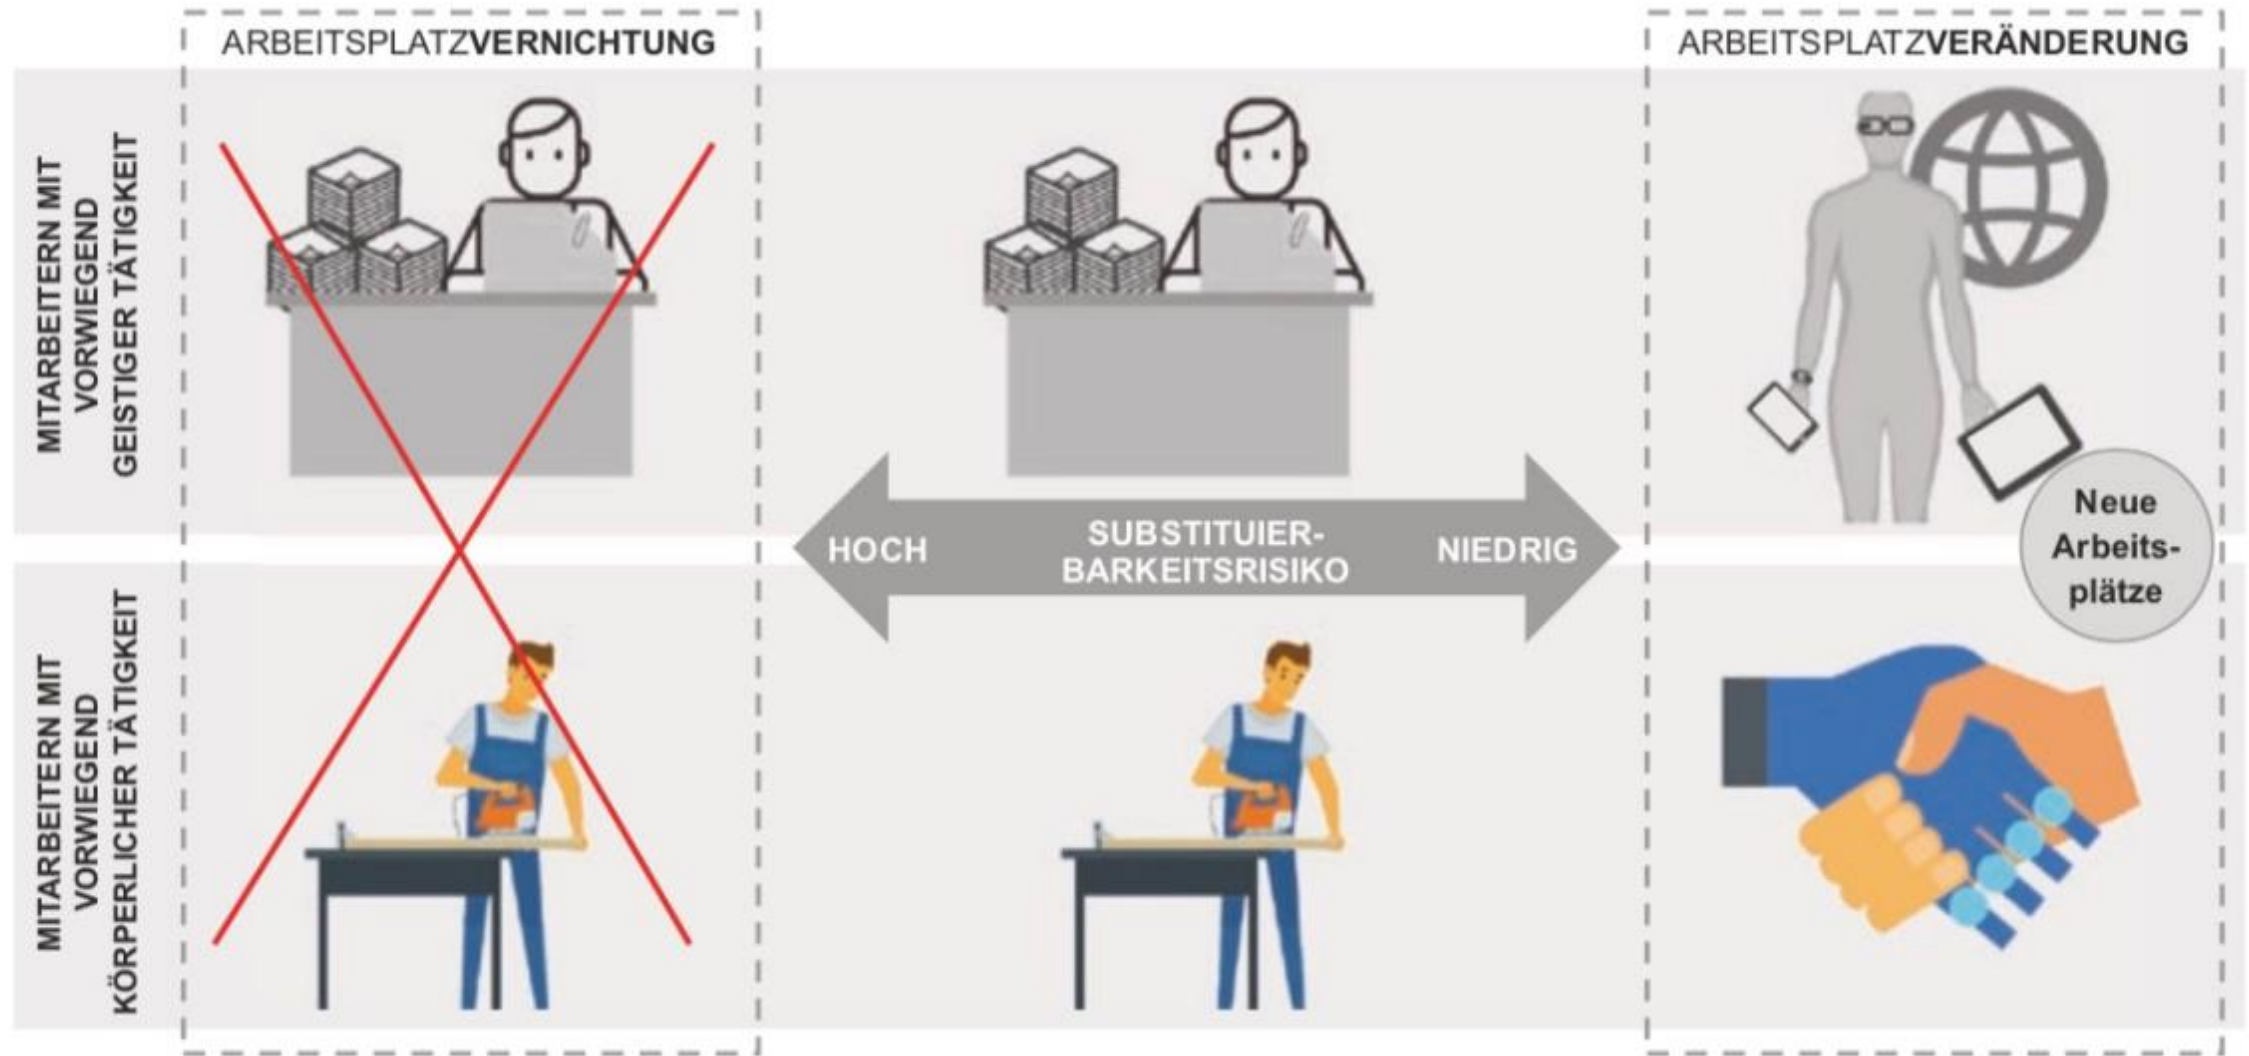 ARBEITSPLATZVERNICHTUNG
ARBEITSPLATZVERÄNDERUNG
MITARBEITERN MIT
VORWIEGEND
GEISTIGER TÄTIGKEIT
HOCH
SUBSTITUIER-
BARKEITSRISIKO
NIEDRIG
Neue
Arbeits-
plätze
MITARBEITERN MIT
VORWIEGEND
KÖRPERLICHER TÄTIGKEIT